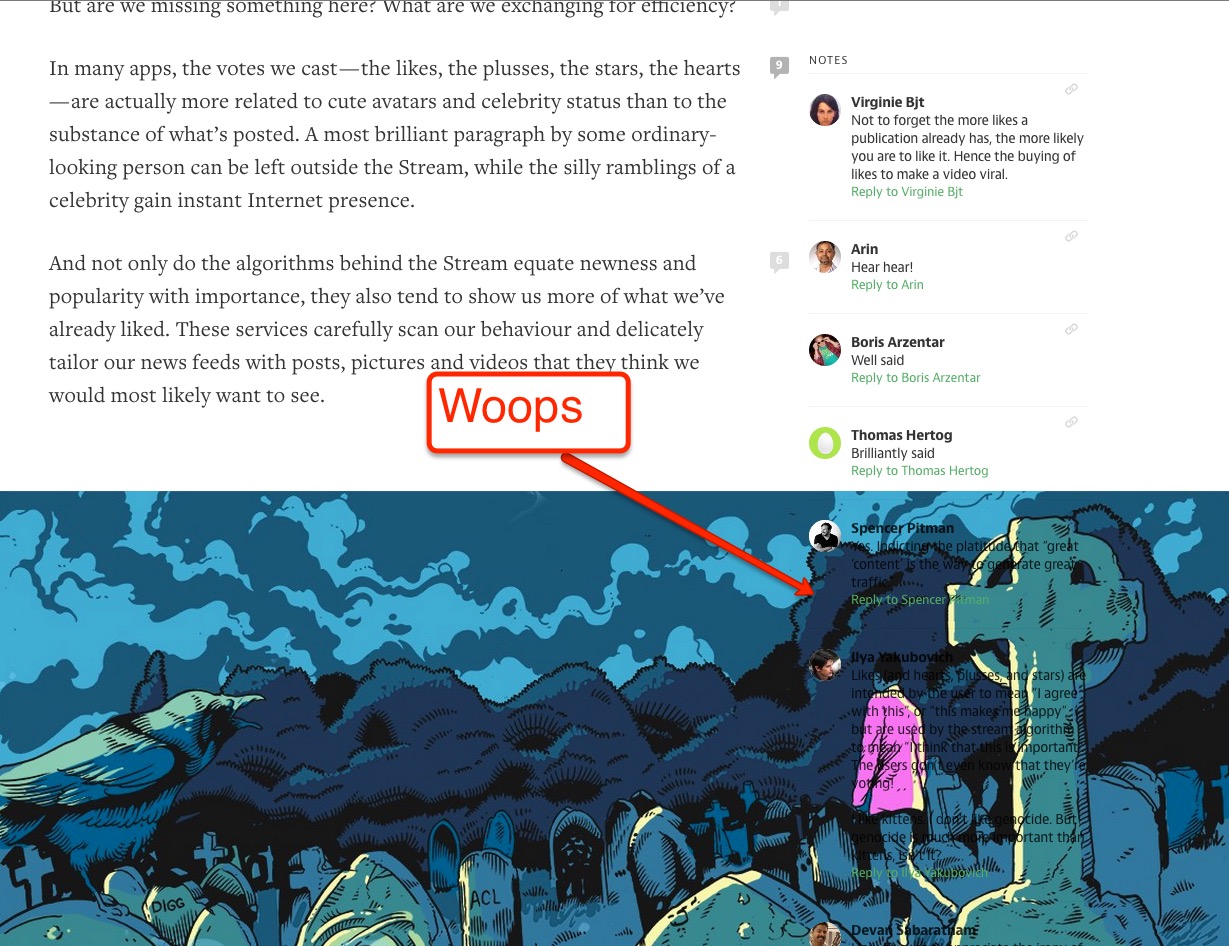 But are we missing something here? What are we exchanging for efficiency?
In many apps, the votes we cast—the likes, the plusses, the stars, the hearts
—are actually more related to cute avatars and celebrity status than to the
substance of what’s posted. A most brilliant paragraph by some ordinary-
looking person can be left outside the Stream, while the silly ramblings of a
celebrity gain instant Internet presence.
And not only do the algorithms behind the Stream equate newness and
popularity with importance, they also tend to show us more of what we’ve
already liked. These services carefully scan our behaviour and delicately
tailor our news feeds with posts, pictures and videos that they think we
would most likely want to see.
Woops
9
6
NOTES
Virginie Bjt
Not to forget the more likes a
publication already has, the more likely
you are to like it. Hence the buying of
likes to make a video viral.
Reply to Virginie Bjt
Arin
Hear hear!
Reply to Arin
Boris Arzentar
Well said
Reply to Boris Arzentar
Thomas Hertog
Brilliantly said
Reply to Thomas Hertog
Spencer Pitman
Yes. Indicting the platitude that “great
‘content’ is the way to generate great
traffic”...
Reply to Spencer Pitman
Ilya Yakubovich
Likes (and hearts, plusses, and stars) are
intended by the user to mean “I agree
with this”, or “this makes me happy”,
but are used by the stream algorithm
to mean “I think that this is important”.
The users don’t even know that they’re
voting!
I like kittens. I don’t like genocide. But
genocide is much more important than
kittens, isn’t it?
Reply to Ilya Yakubovich
Devan Sabaratnam
DIGG
ACL